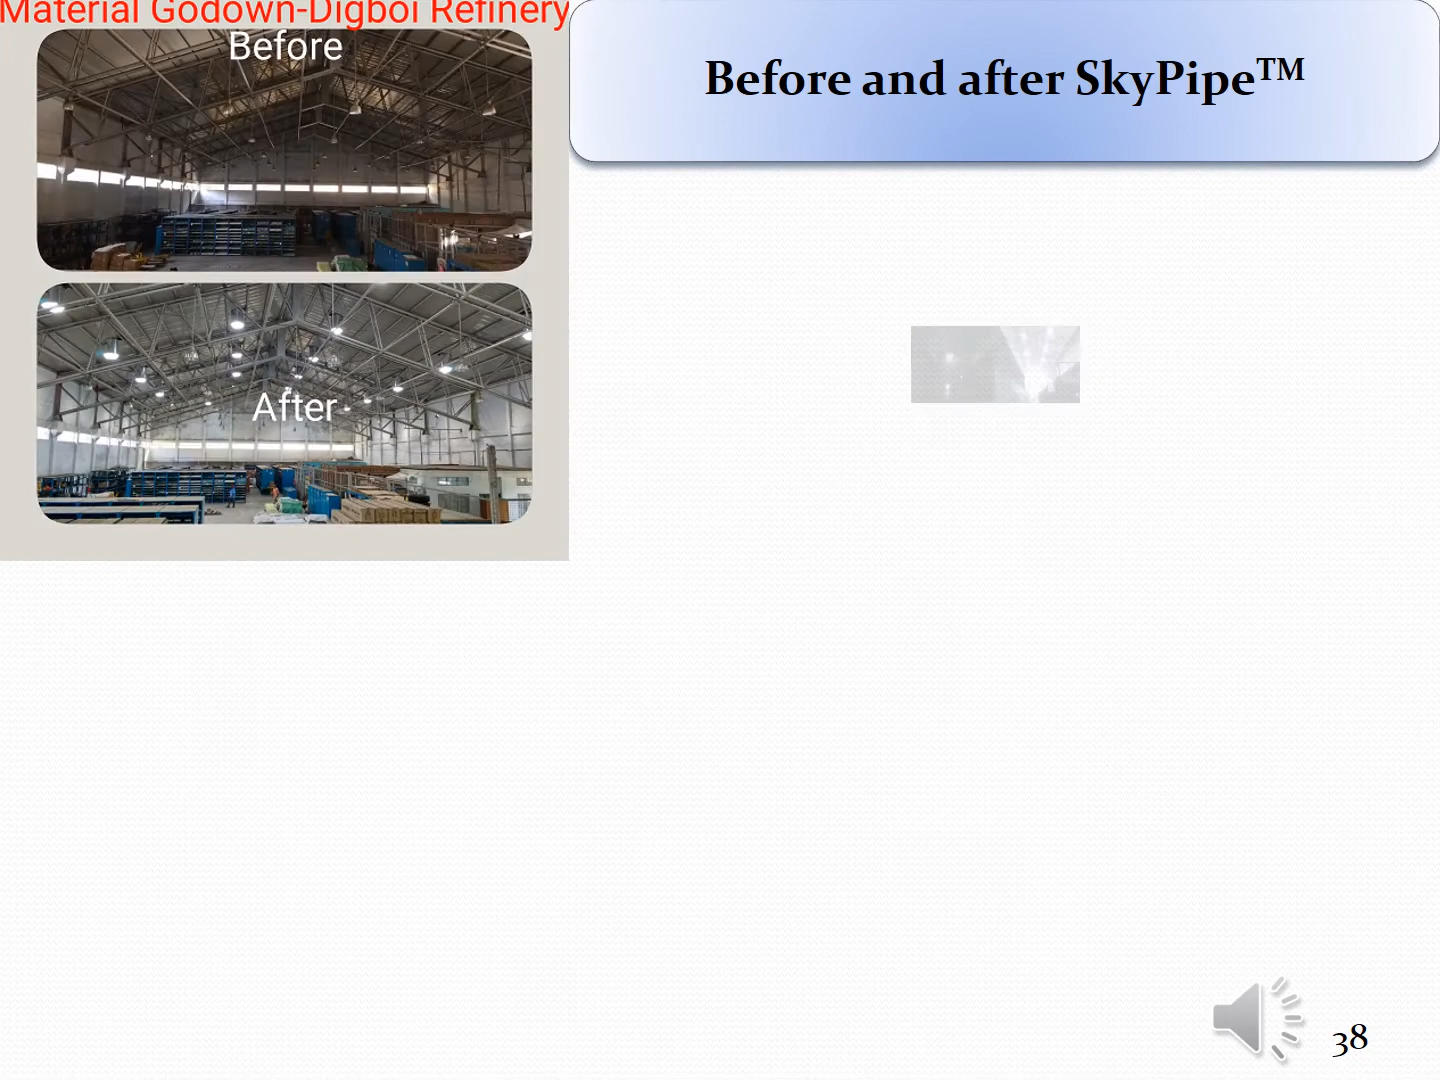 Material Godown-Digboi Refinery
Before
After
Before and after SkyPipe™
38